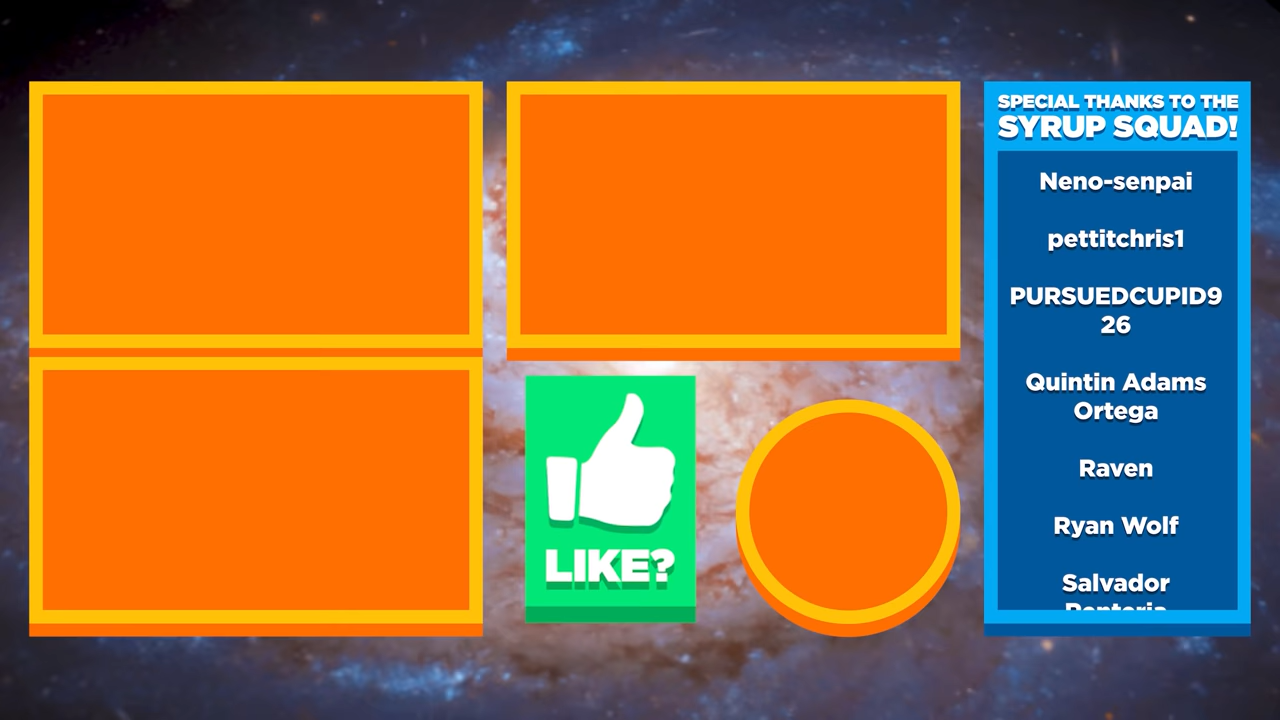 SPECIAL THANKS TO THE
SYRUP SQUAD!
Neno-senpai
pettitchris1
PURSUEDCUPID9
26
Quintin Adams
Ortega
Raven
Ryan Wolf
Salvador
LIKE?